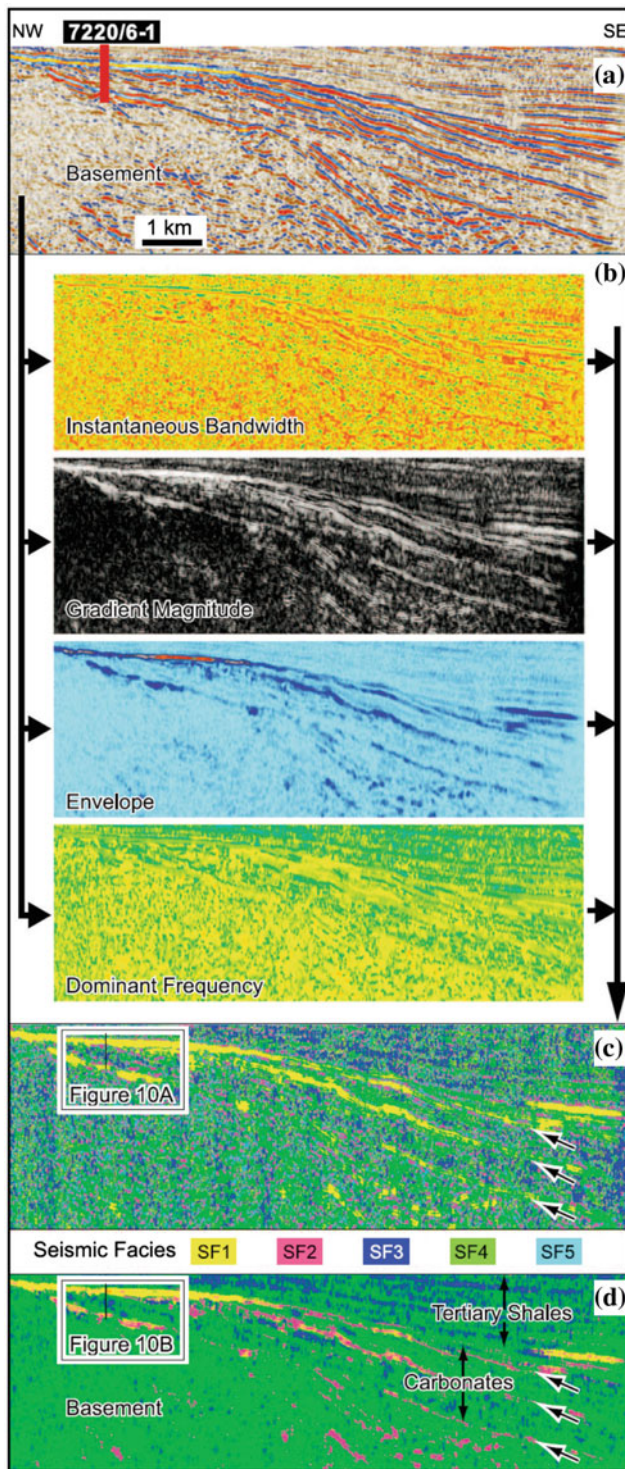 NW 7220/6-1 SE
(a)
Basement
1 km
(b)
Instantaneous Bandwidth
Gradient Magnitude
Envelope
Dominant Frequency
(c)
Figure 10A
Seismic Facies SF1 SF2 SF3 SF4 SF5
(d)
Tertiary Shales
Figure 10B
Carbonates
Basement